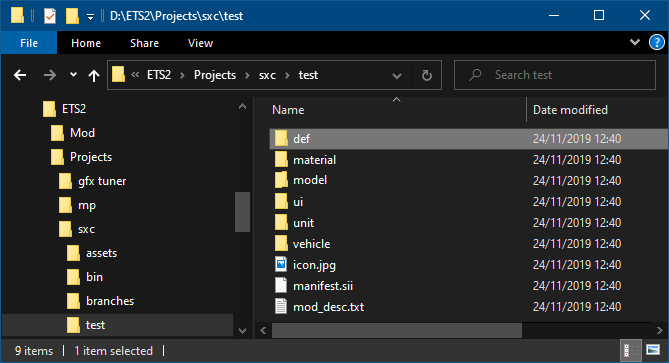 D:\ETS2\Projects\sxc\test
File Home Share View
« ETS2 › Projects › sxc › test
Search test
ETS2
Mod
Projects
gfx tuner
mp
sxc
assets
bin
branches
test
Name Date modified
def 24/11/2019 12:40
material 24/11/2019 12:40
model 24/11/2019 12:40
ui 24/11/2019 12:40
unit 24/11/2019 12:40
vehicle 24/11/2019 12:40
icon.jpg 24/11/2019 12:40
manifest.sii 24/11/2019 12:40
mod_desc.txt 24/11/2019 12:40
9 items 1 item selected